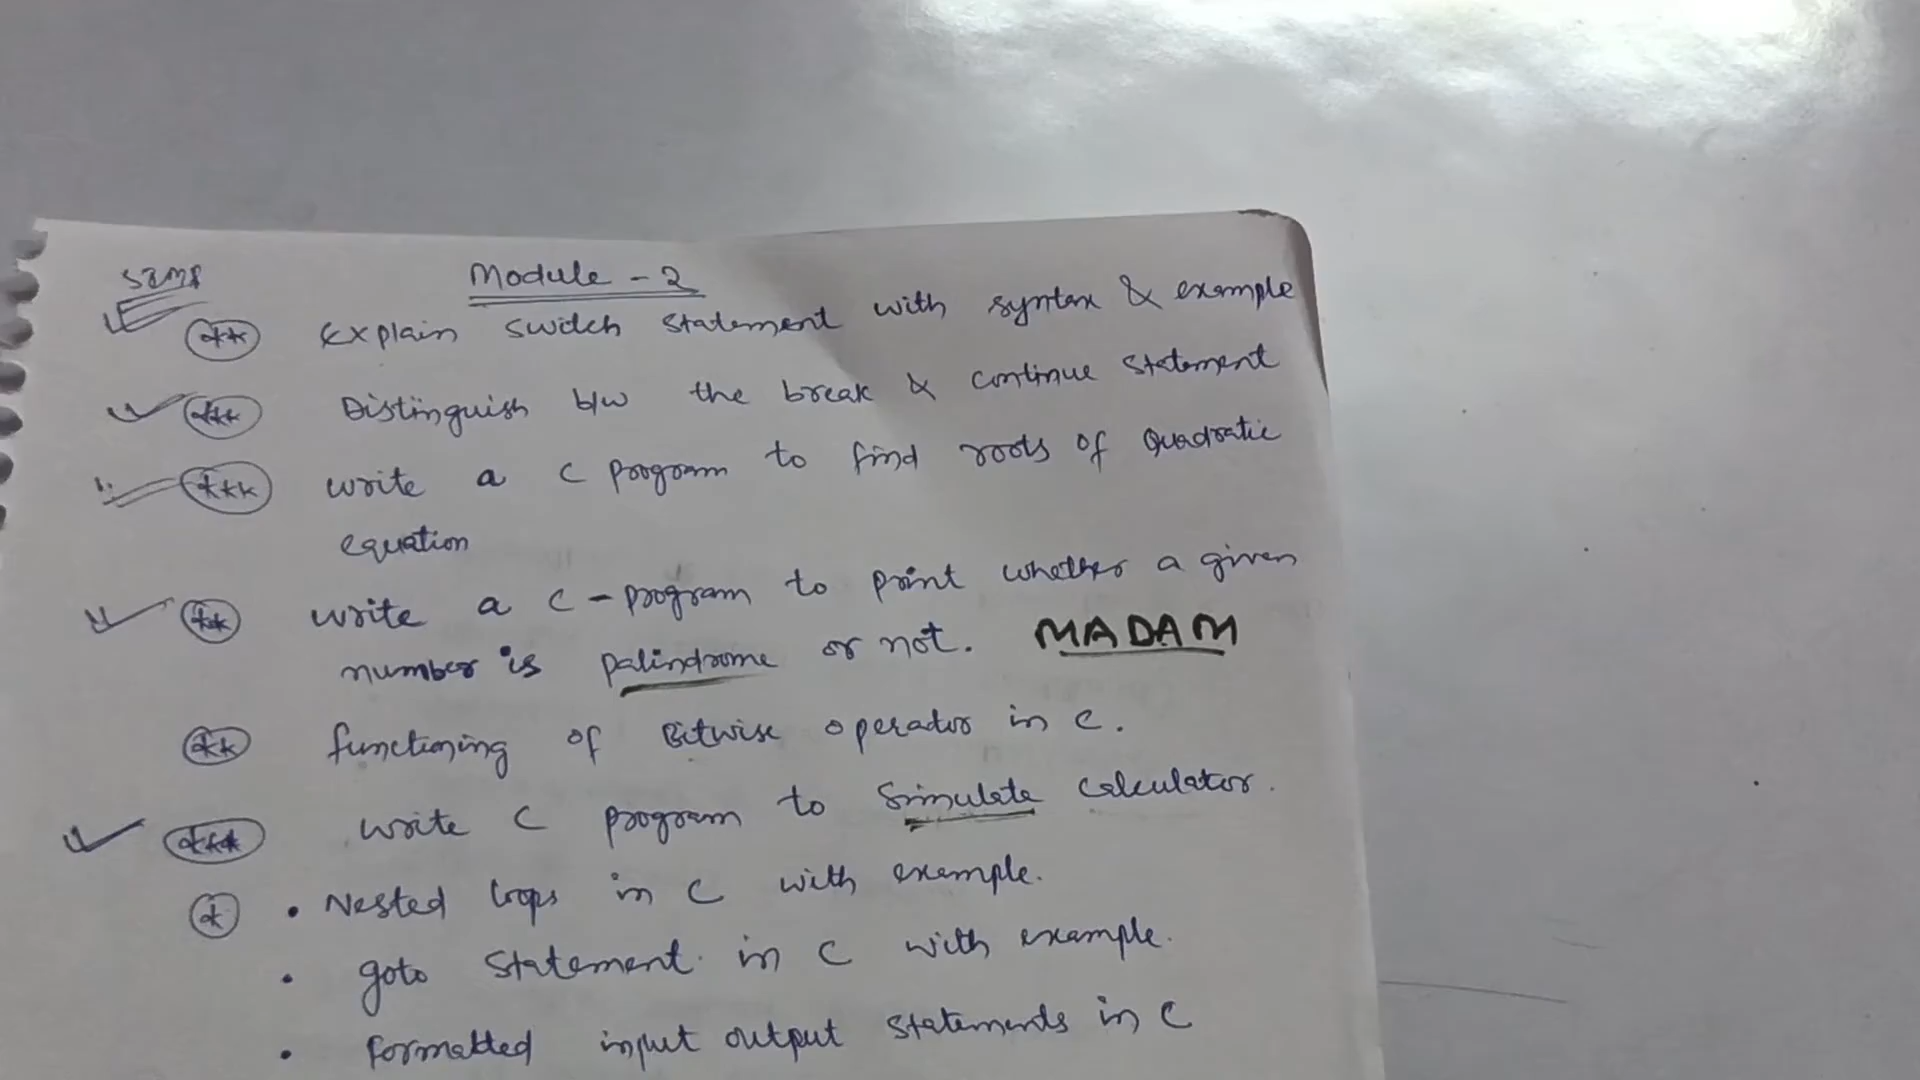 Module - 2
** Explain switch statement with syntax & example
*** Distinguish b/w the break & continue statement
*** write a C program to find roots of Quadratic
equation
** write a C - program to print whether a given
number is palindrome or not. MADAM
** functioning of Bitwise operator in C.
*** write C program to Simulate Calculator.
* • Nested loops in C with example.
• goto statement in C with example.
• formatted input output statements in C